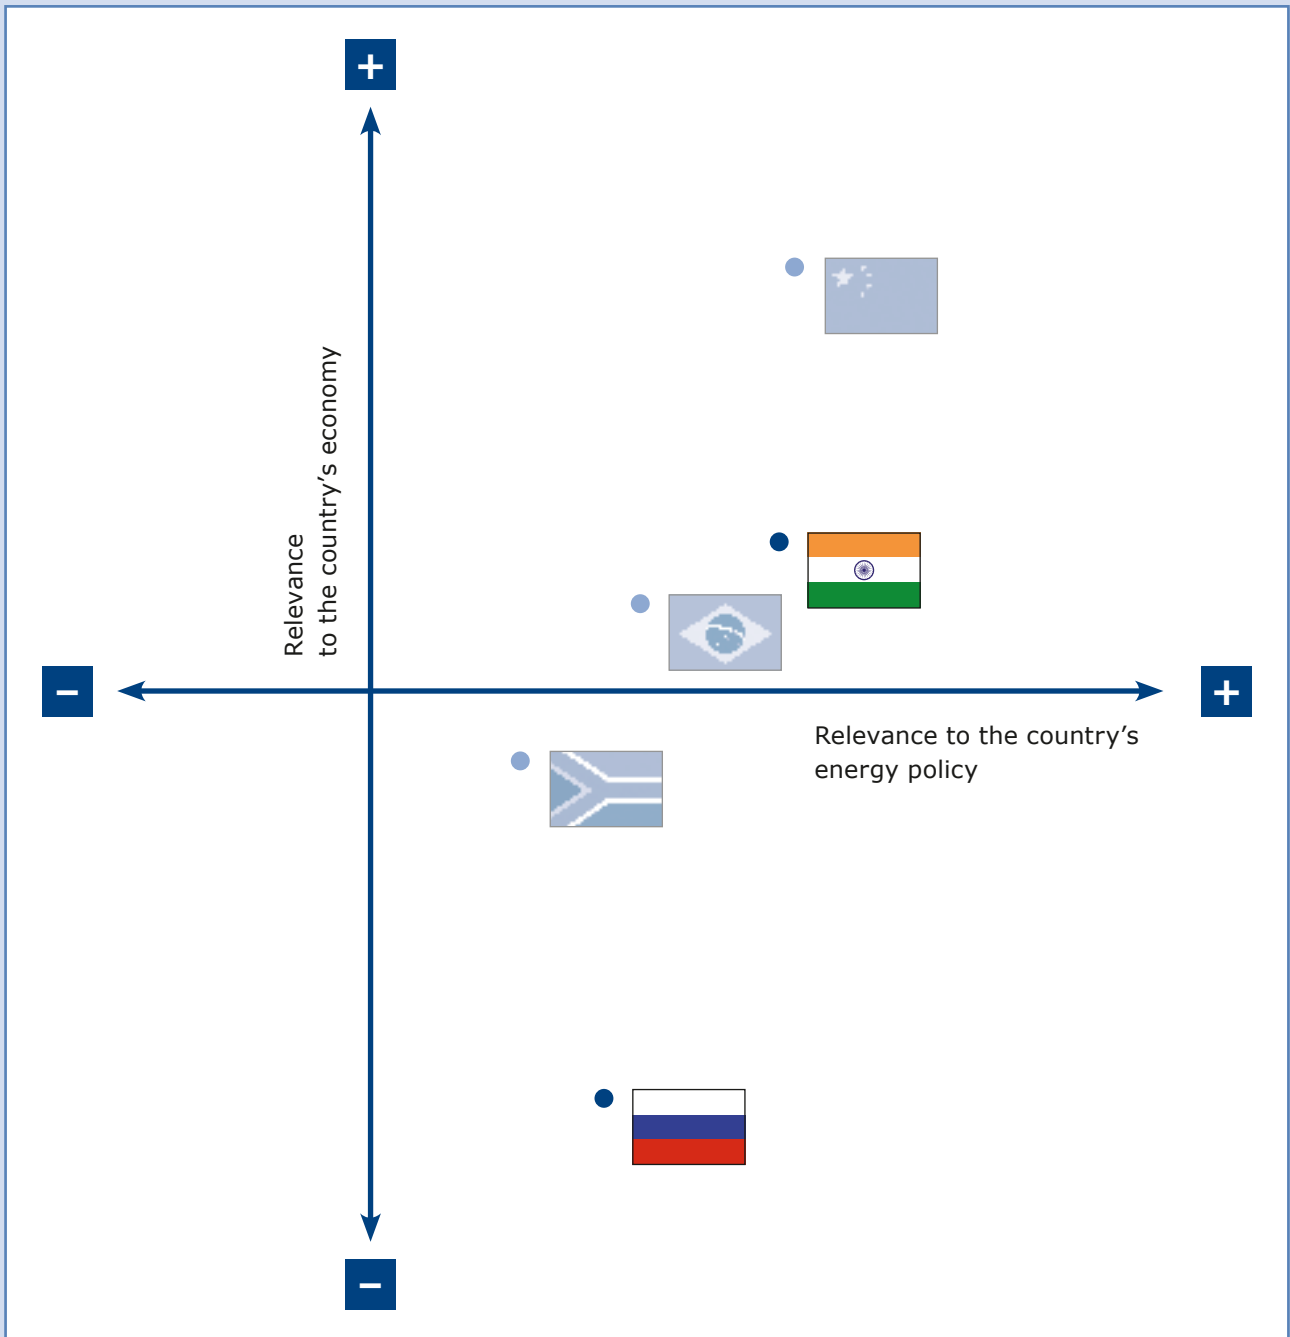 +
Relevance
to the country’s economy
−
+
Relevance to the country’s
energy policy
−